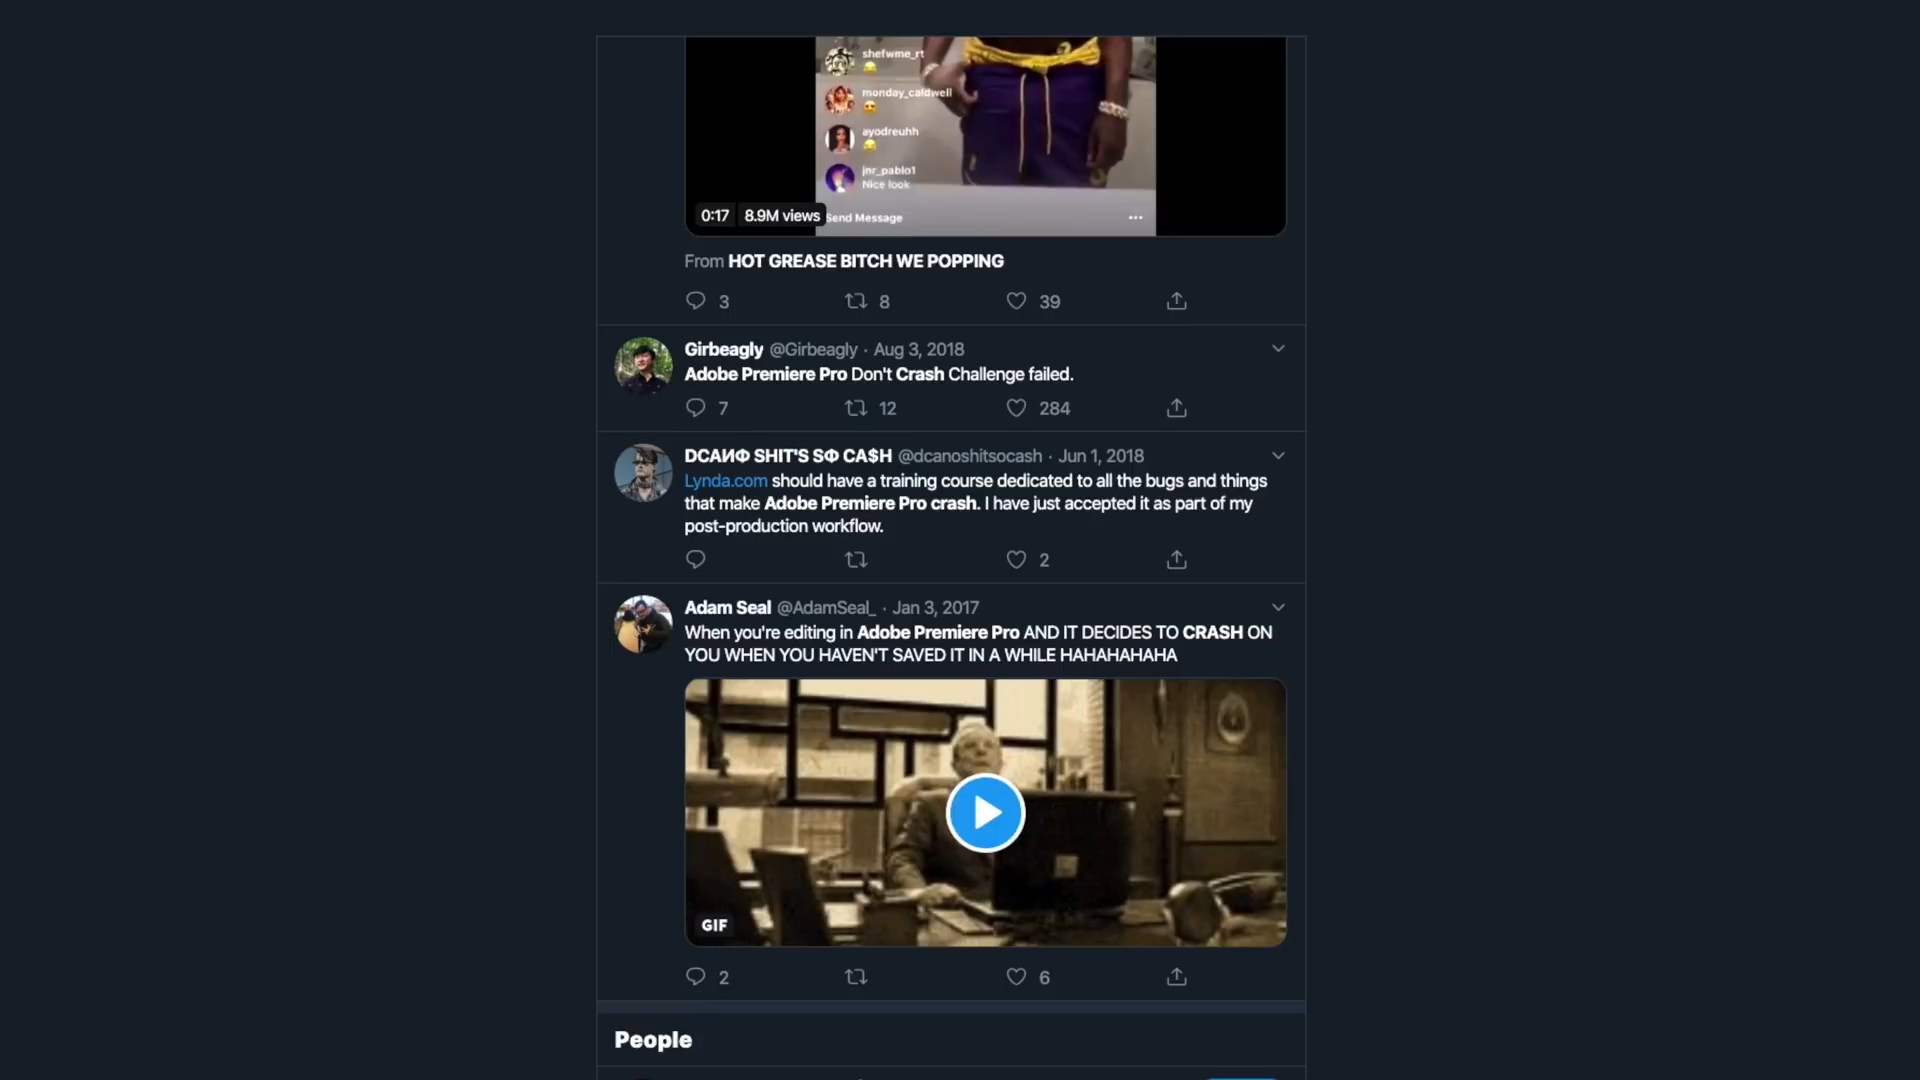 shefwme_rt
😂
monday_caldwell
😍
ayodreuhh
😂
jnr_pablo1
Nice look
0:17 8.9M views
Send Message
From HOT GREASE BITCH WE POPPING
3 8 39
Girbeagly @Girbeagly · Aug 3, 2018
Adobe Premiere Pro Don't Crash Challenge failed.
7 12 284
DCAИФ SHIT'S SФ CA$H @dcanoshitsocash · Jun 1, 2018
Lynda.com should have a training course dedicated to all the bugs and things
that make Adobe Premiere Pro crash. I have just accepted it as part of my
post-production workflow.
2
Adam Seal @AdamSeal_ · Jan 3, 2017
When you're editing in Adobe Premiere Pro AND IT DECIDES TO CRASH ON
YOU WHEN YOU HAVEN'T SAVED IT IN A WHILE HAHAHAHAHA
GIF
2 6
People